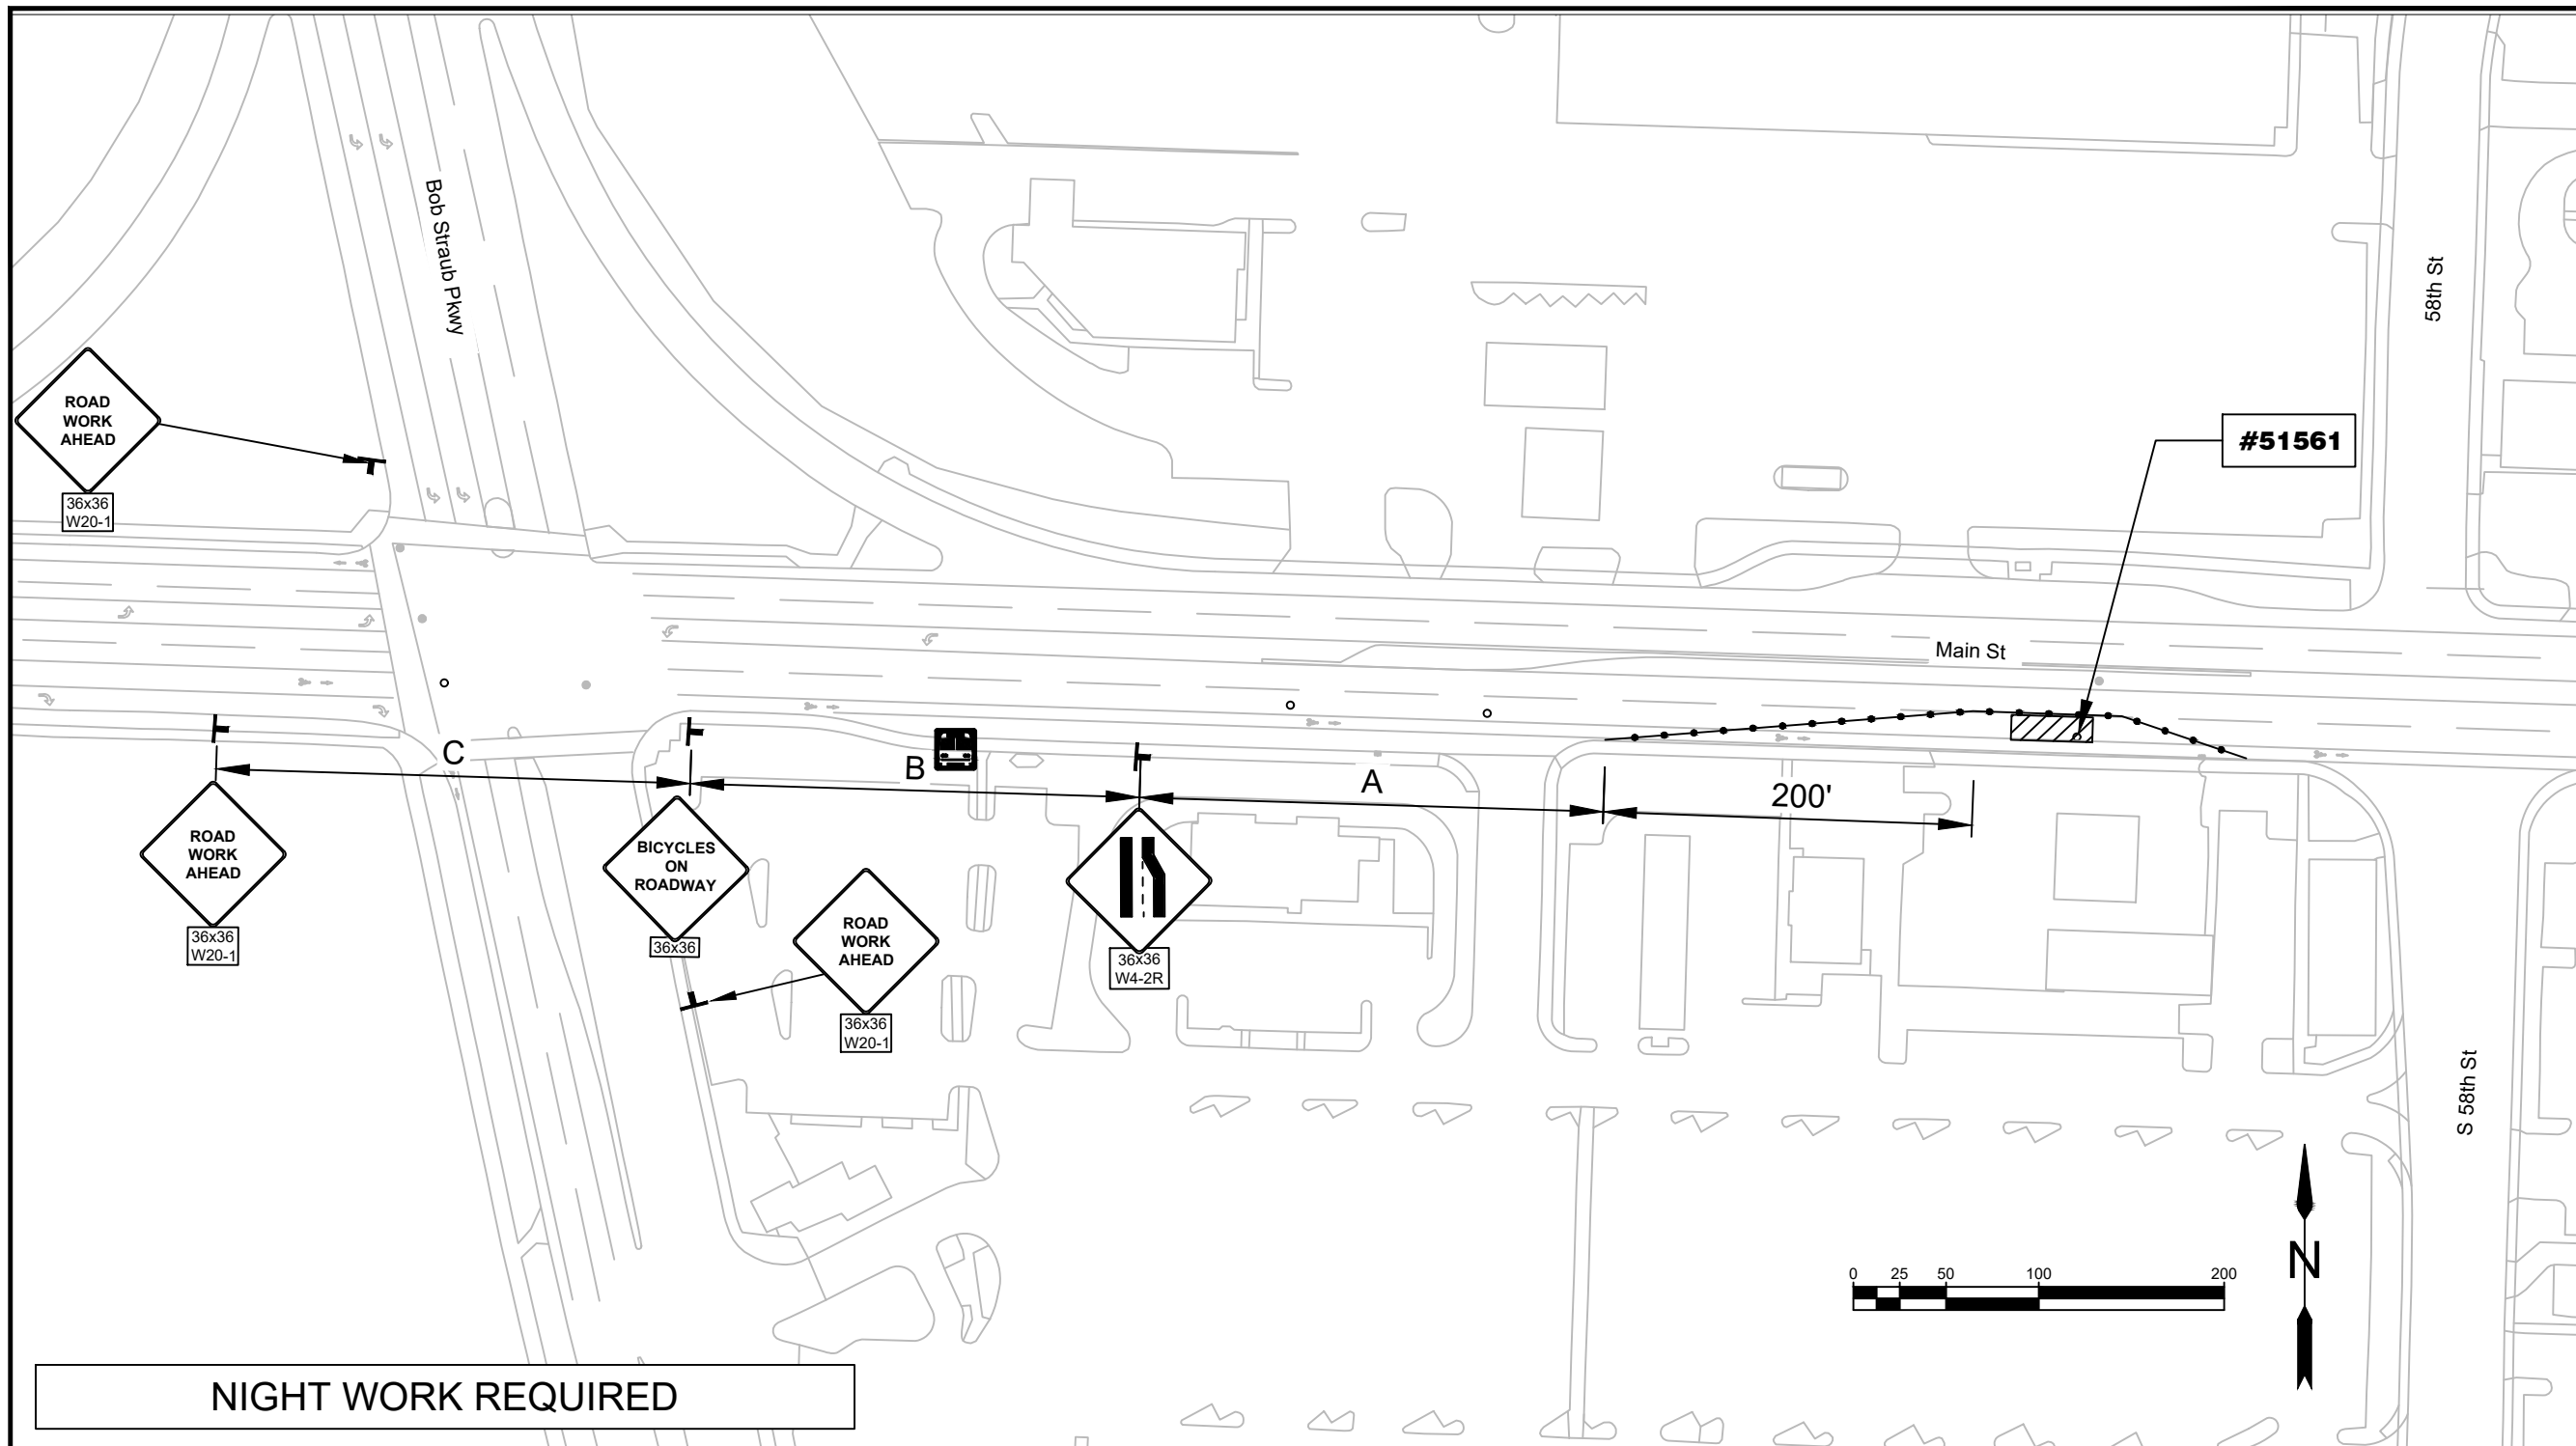 Bob Straub Pkwy
58th St
ROAD
WORK
AHEAD
36x36
W20-1
#51561
Main St
C
B
A
200'
ROAD
WORK
AHEAD
36x36
W20-1
BICYCLES
ON
ROADWAY
36x36
ROAD
WORK
AHEAD
36x36
W20-1
36x36
W4-2R
S 58th St
0 25 50 100 200
N
NIGHT WORK REQUIRED